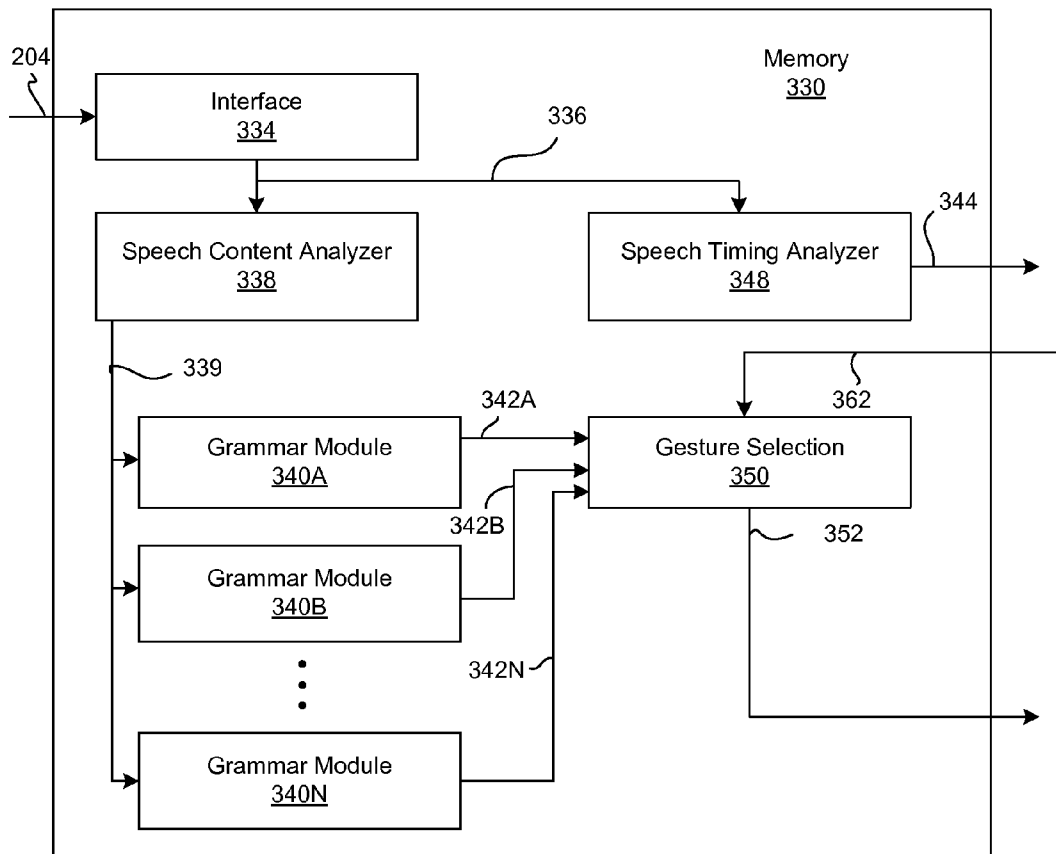 204
Memory
330
Interface
334
336
344
Speech Content Analyzer
338
Speech Timing Analyzer
348
339
362
342A
Grammar Module
340A
Gesture Selection
350
342B
352
Grammar Module
340B
342N
Grammar Module
340N